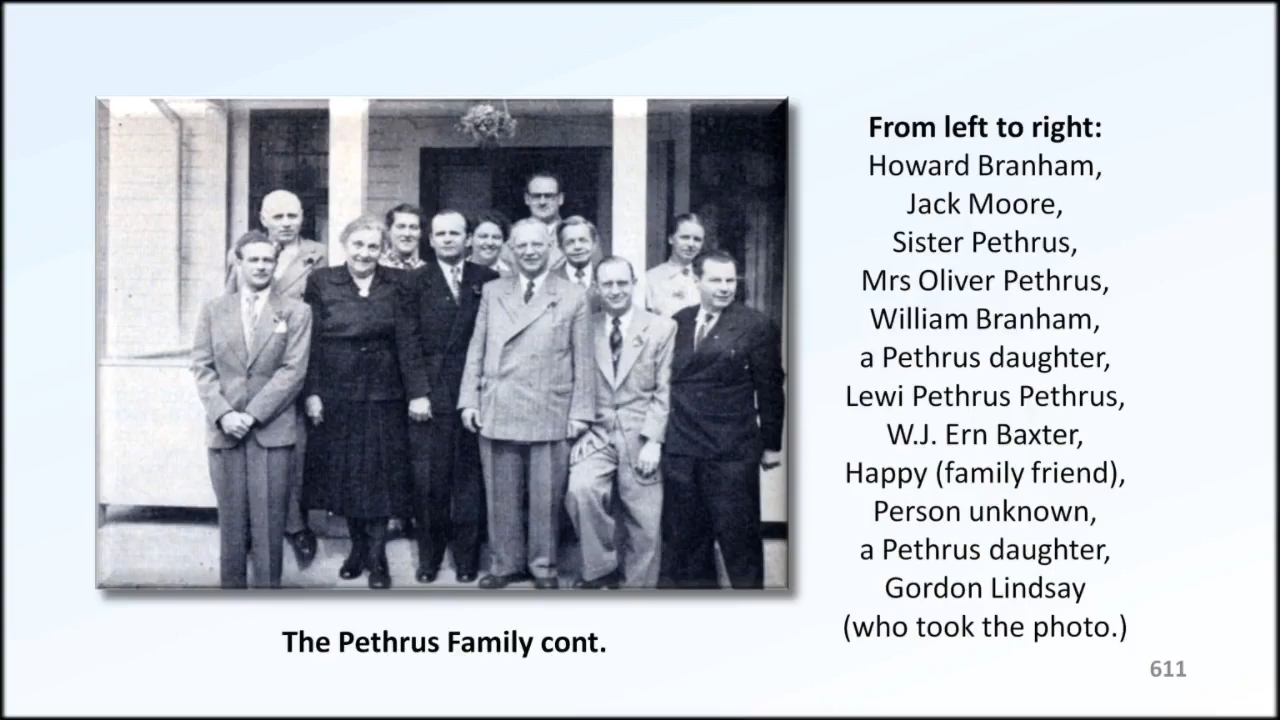 From left to right:
Howard Branham,
Jack Moore,
Sister Pethrus,
Mrs Oliver Pethrus,
William Branham,
a Pethrus daughter,
Lewi Pethrus Pethrus,
W.J. Ern Baxter,
Happy (family friend),
Person unknown,
a Pethrus daughter,
Gordon Lindsay
(who took the photo.)
The Pethrus Family cont.
611